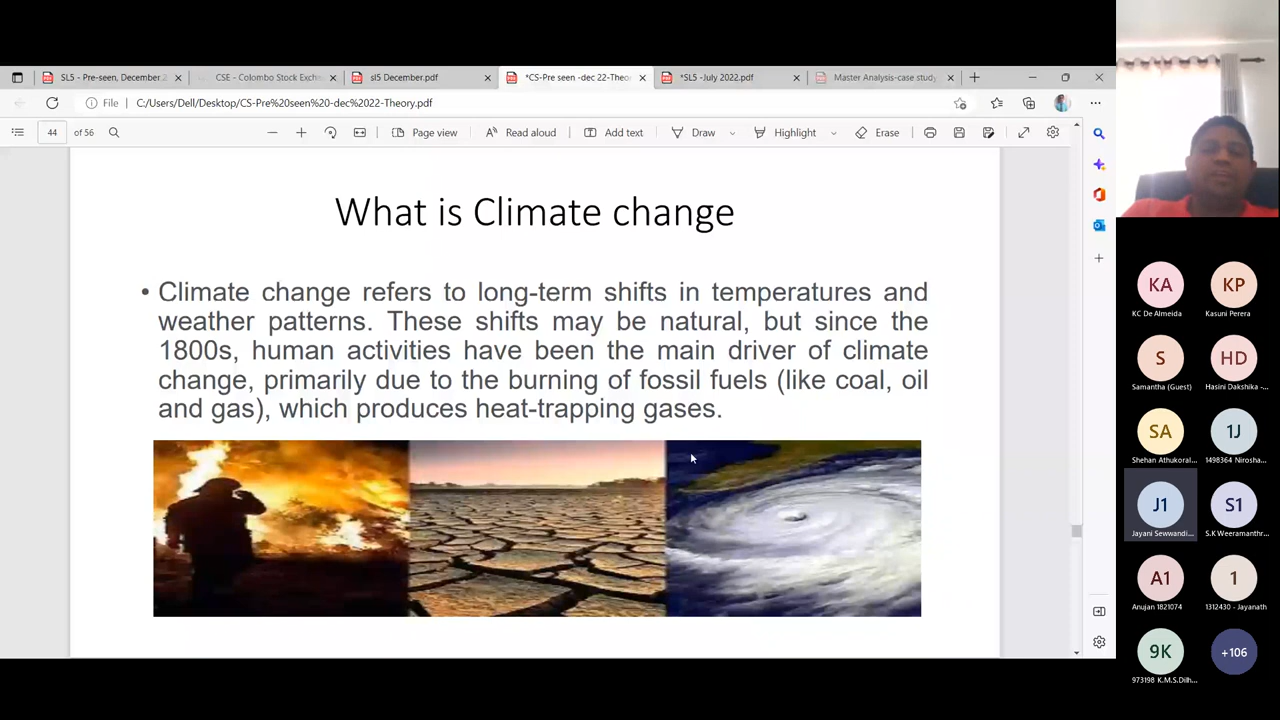 SL5 - Pre-seen, December.2
CSE - Colombo Stock Exch
sl5 December.pdf
*CS-Pre seen -dec 22-Theor
*SL5 -July 2022.pdf
Master Analysis-case study
File
C:/Users/Dell/Desktop/CS-Pre%20seen%20-dec%2022-Theory.pdf
44 of 56
Page view
Read aloud
Add text
Draw
Highlight
Erase
What is Climate change
• Climate change refers to long-term shifts in temperatures and
weather patterns. These shifts may be natural, but since the
1800s, human activities have been the main driver of climate
change, primarily due to the burning of fossil fuels (like coal, oil
and gas), which produces heat-trapping gases.
KA
KC De Almeida
KP
Kasuni Perera
S
Samantha (Guest)
HD
Hasini Dakshika -...
SA
Shehan Athukoral...
1J
1498364 Nirosha...
J1
Jayani Sewwandi...
S1
S.K Weeramanthr...
A1
Anujan 1821074
1
1312430 - Jayanath
9K
973198 K.M.S.Dilh...
+106